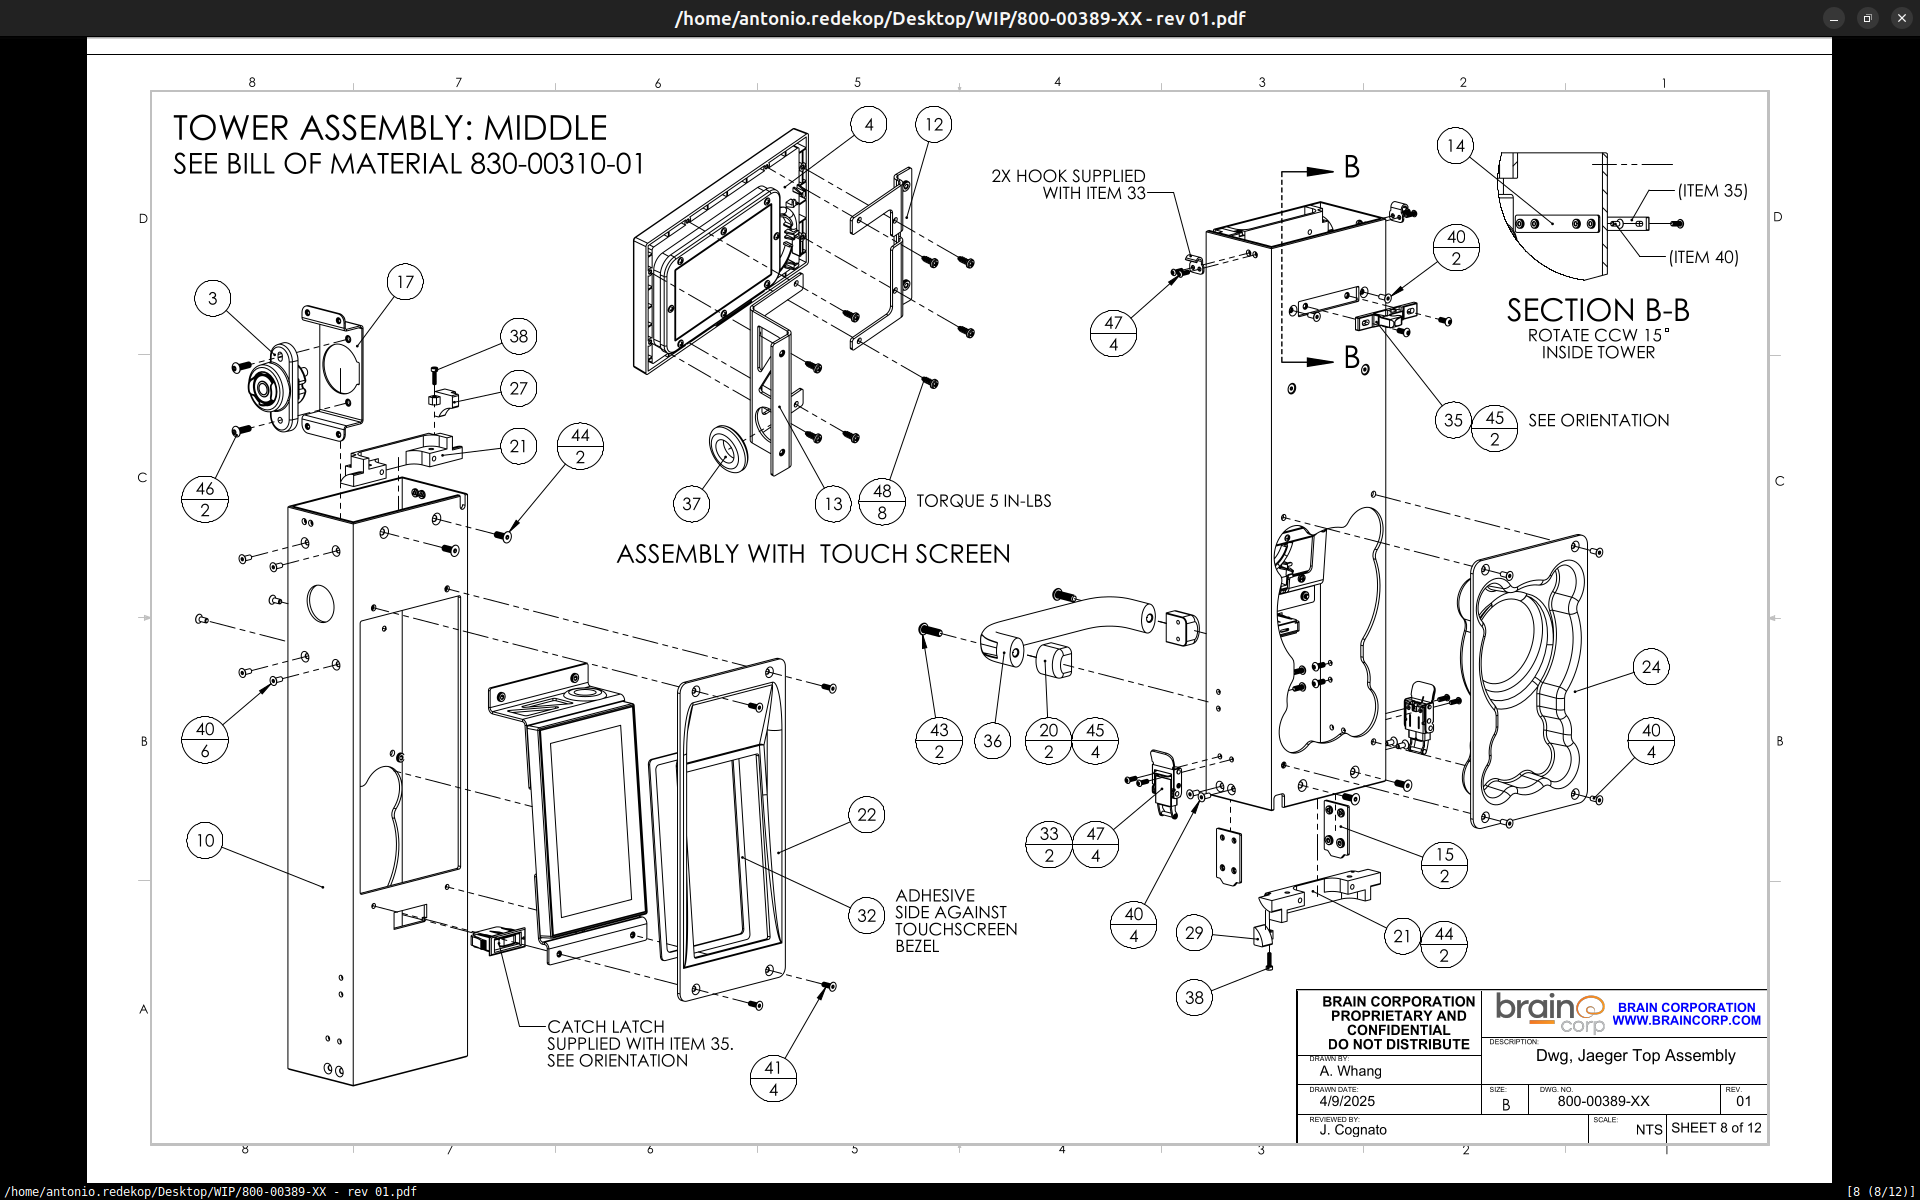 /home/antonio.redekop/Desktop/WIP/800-00389-XX - rev 01.pdf
8 7 6 5 4 3 2 1
TOWER ASSEMBLY: MIDDLE
SEE BILL OF MATERIAL 830-00310-01
4
12
14
2X HOOK SUPPLIED
WITH ITEM 33
B
(ITEM 35)
(ITEM 40)
D
D
40
2
SECTION B-B
ROTATE CCW 15°
INSIDE TOWER
3
17
38
27
21
44
2
47
4
B
35
45
2
SEE ORIENTATION
C
C
46
2
37
13
48
8
TORQUE 5 IN-LBS
ASSEMBLY WITH TOUCH SCREEN
24
40
6
43
2
36
20
2
45
4
40
4
B
B
10
22
33
2
47
4
15
2
32
ADHESIVE
SIDE AGAINST
TOUCHSCREEN
BEZEL
40
4
29
21
44
2
38
A
CATCH LATCH
SUPPLIED WITH ITEM 35.
SEE ORIENTATION
41
4
BRAIN CORPORATION
PROPRIETARY AND
CONFIDENTIAL
DO NOT DISTRIBUTE
brain
corp
BRAIN CORPORATION
WWW.BRAINCORP.COM
DESCRIPTION:
Dwg, Jaeger Top Assembly
DRAWN BY:
A. Whang
DRAWN DATE:
4/9/2025
SIZE:
B
DWG. NO.
800-00389-XX
REV.
01
REVIEWED BY:
J. Cognato
SCALE:
NTS
SHEET 8 of 12
8 7 6 5 4 3 2 1
/home/antonio.redekop/Desktop/WIP/800-00389-XX - rev 01.pdf
[8 (8/12)]